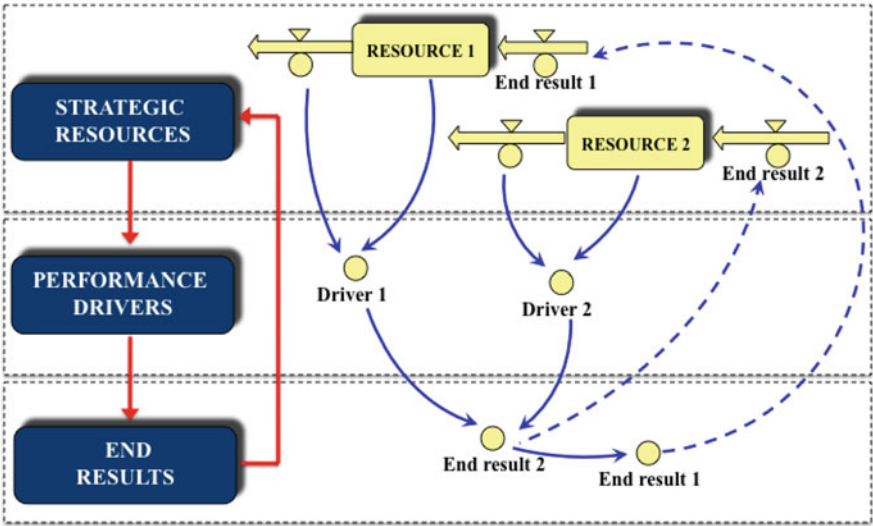 RESOURCE 1
End result 1
STRATEGIC
RESOURCES
RESOURCE 2
End result 2
PERFORMANCE
DRIVERS
Driver 1
Driver 2
END
RESULTS
End result 2
End result 1